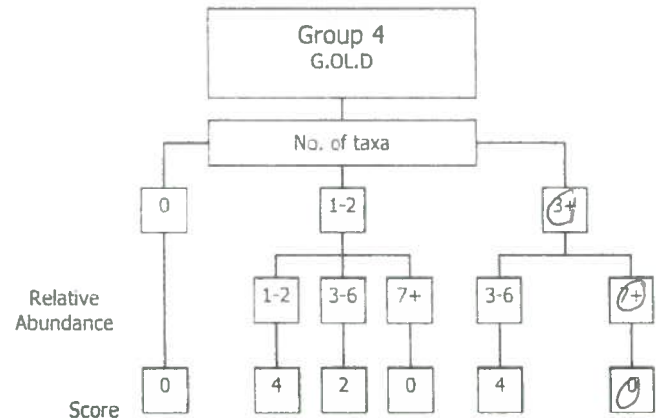 Group 4
G.OL.D
No. of taxa
0 1-2 3+
Relative
Abundance
1-2 3-6 7+ 3-6 7+
Score
0 4 2 0 4 0